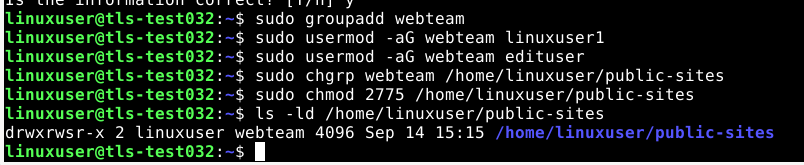 is the information correct? [Y/n] y
linuxuser@tls-test032:~$ sudo groupadd webteam
linuxuser@tls-test032:~$ sudo usermod -aG webteam linuxuser1
linuxuser@tls-test032:~$ sudo usermod -aG webteam edituser
linuxuser@tls-test032:~$ sudo chgrp webteam /home/linuxuser/public-sites
linuxuser@tls-test032:~$ sudo chmod 2775 /home/linuxuser/public-sites
linuxuser@tls-test032:~$ ls -ld /home/linuxuser/public-sites
drwxrwsr-x 2 linuxuser webteam 4096 Sep 14 15:15 /home/linuxuser/public-sites
linuxuser@tls-test032:~$